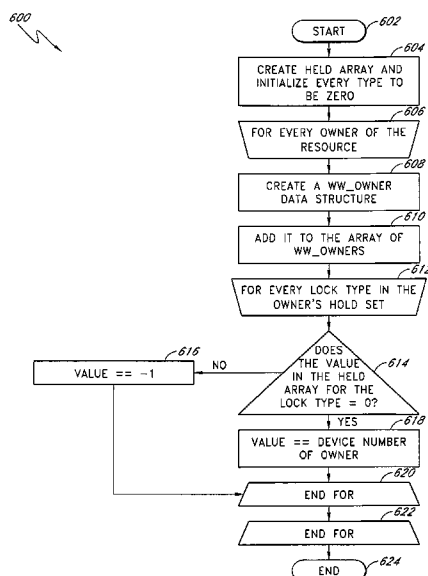 600
START
602
604
CREATE HELD ARRAY AND
INITIALIZE EVERY TYPE TO
BE ZERO
606
FOR EVERY OWNER OF THE
RESOURCE
608
CREATE A WW_OWNER
DATA STRUCTURE
610
ADD IT TO THE ARRAY OF
WW_OWNERS
612
FOR EVERY LOCK TYPE IN THE
OWNER'S HOLD SET
616
VALUE == -1
NO
DOES
THE VALUE
IN THE HELD
ARRAY FOR THE
LOCK TYPE = 0?
614
YES
618
VALUE == DEVICE NUMBER
OF OWNER
620
END FOR
622
END FOR
END
624